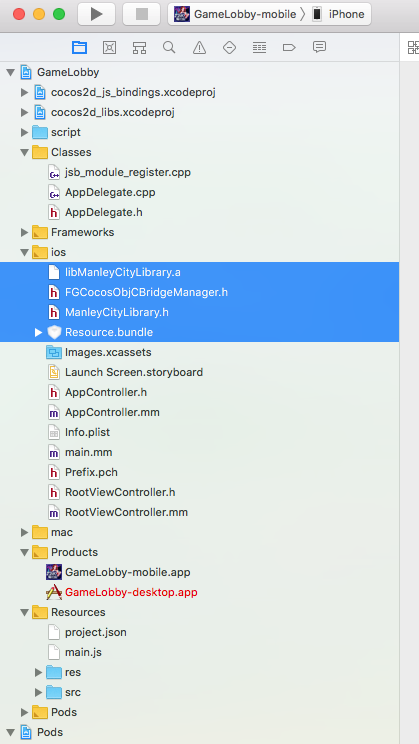 GameLobby-mobile iPhone
GameLobby
cocos2d_js_bindings.xcodeproj
cocos2d_libs.xcodeproj
script
Classes
jsb_module_register.cpp
AppDelegate.cpp
AppDelegate.h
Frameworks
ios
libManleyCityLibrary.a
FGCocosObjCBridgeManager.h
ManleyCityLibrary.h
Resource.bundle
Images.xcassets
Launch Screen.storyboard
AppController.h
AppController.mm
Info.plist
main.mm
Prefix.pch
RootViewController.h
RootViewController.mm
mac
Products
GameLobby-mobile.app
GameLobby-desktop.app
Resources
project.json
main.js
res
src
Pods
Pods